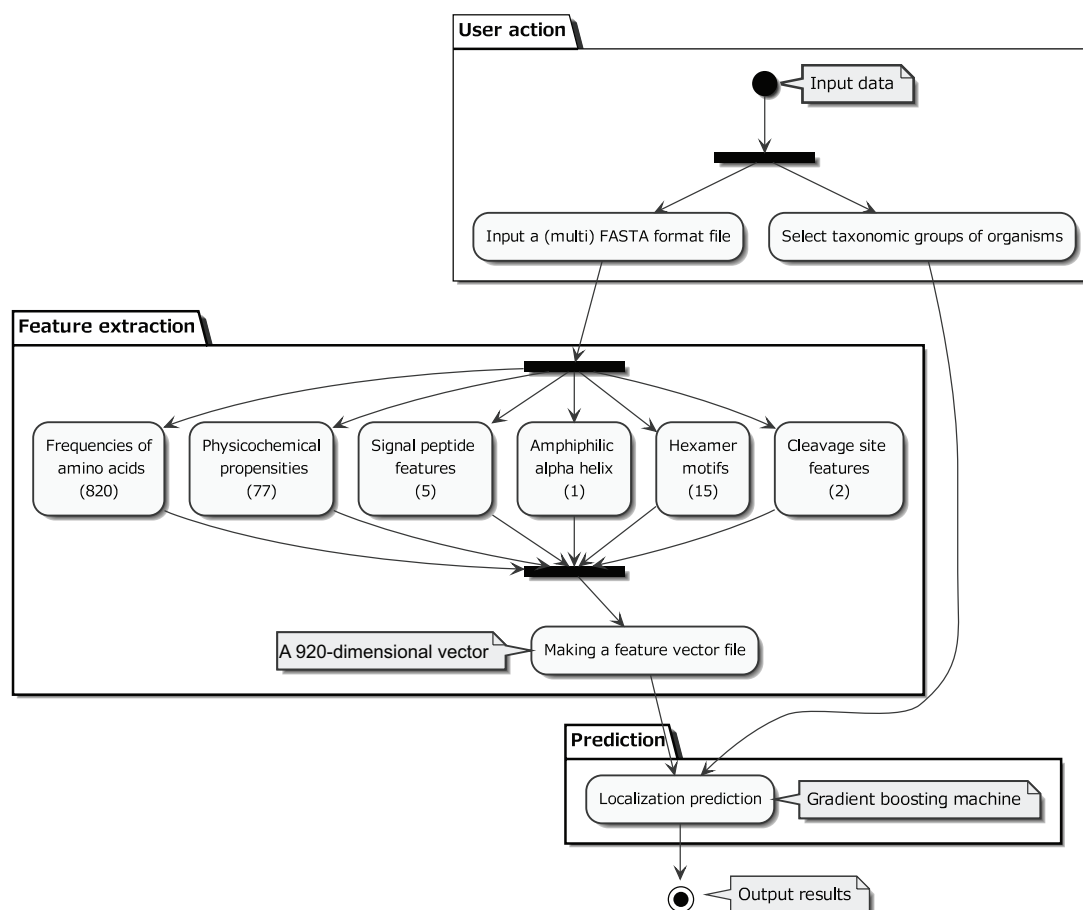 User action
Input data
Input a (multi) FASTA format file
Select taxonomic groups of organisms
Feature extraction
Frequencies of
amino acids
(820)
Physicochemical
propensities
(77)
Signal peptide
features
(5)
Amphiphilic
alpha helix
(1)
Hexamer
motifs
(15)
Cleavage site
features
(2)
A 920-dimensional vector
Making a feature vector file
Prediction
Localization prediction
Gradient boosting machine
Output results